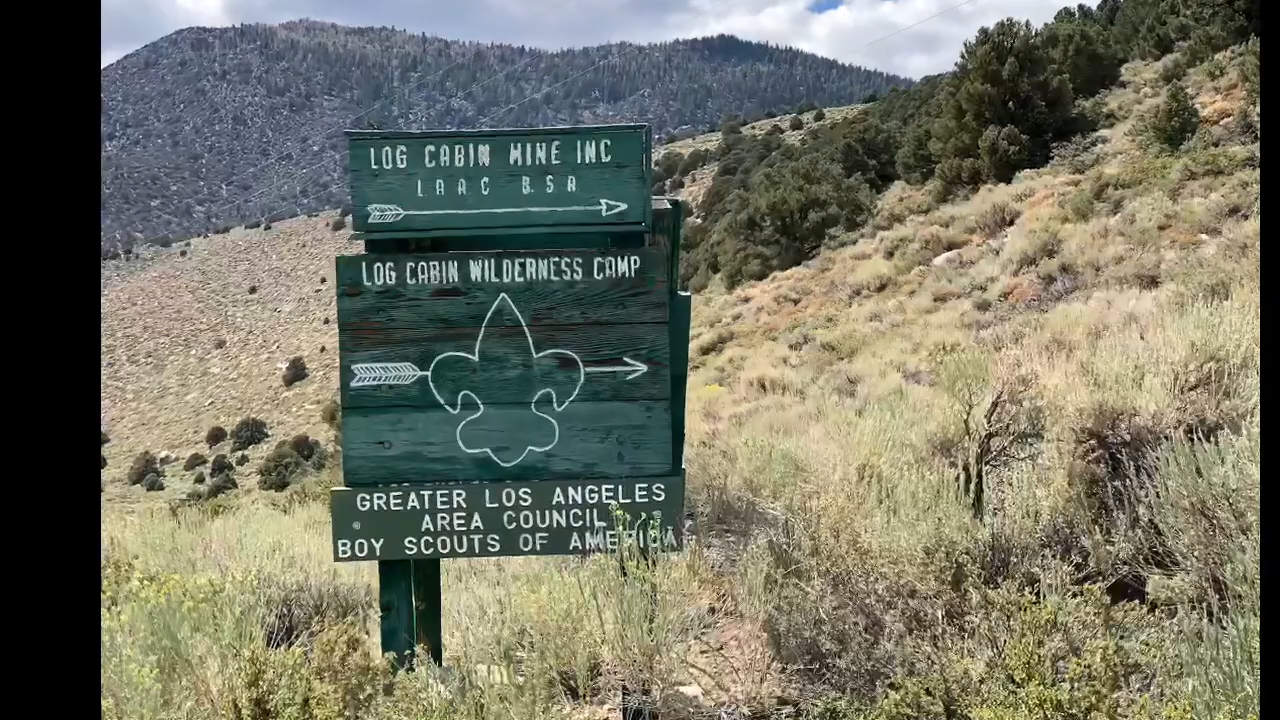 LOG CABIN MINE INC
L A A C B.S A
LOG CABIN WILDERNESS CAMP
GREATER LOS ANGELES
AREA COUNCIL
BOY SCOUTS OF AMERICA